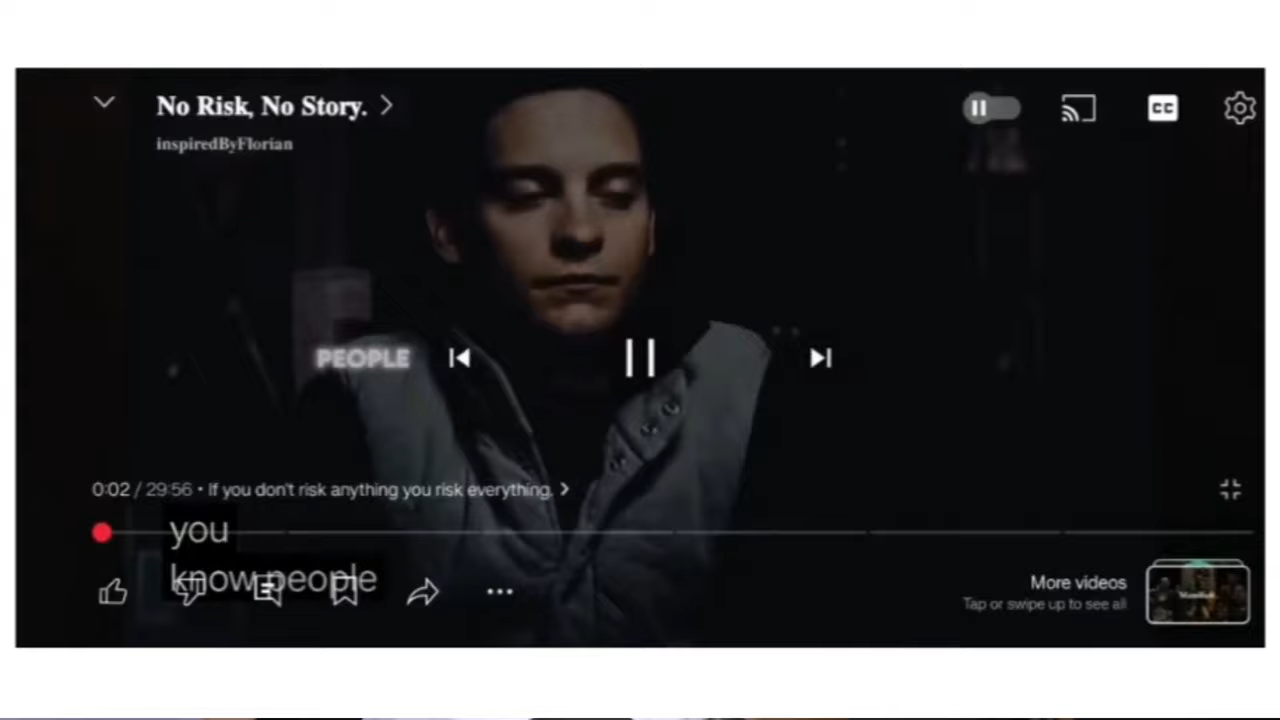 No Risk, No Story.
inspiredByFlorian
CC
PEOPLE
0:02 / 29:56 • If you don't risk anything you risk everything.
you
know people
More videos
Tap or swipe up to see all